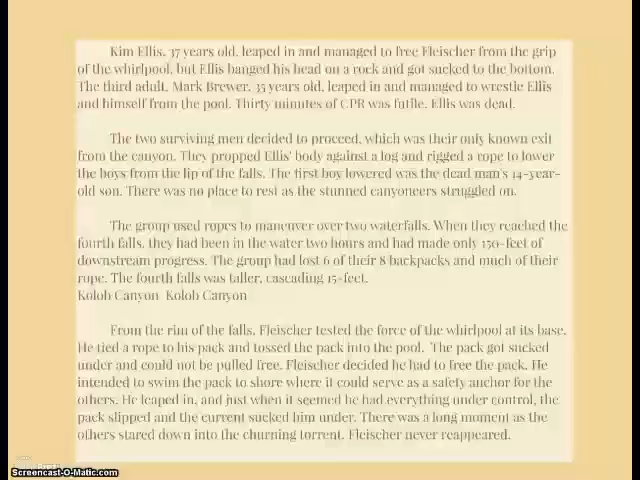 Kim Ellis, 37 years old, leaped in and managed to free Fleischer from the grip
of the whirlpool, but Ellis banged his head on a rock and got sucked to the bottom.
The third adult, Mark Brewer, 35 years old, leaped in and managed to wrestle Ellis
and himself from the pool. Thirty minutes of CPR was futile. Ellis was dead.
The two surviving men decided to proceed, which was their only known exit
from the canyon. They propped Ellis' body against a log and rigged a rope to lower
the boys from the lip of the falls. The first boy lowered was the dead man's 14-year-
old son. There was no place to rest as the stunned canyoneers struggled on.
The group used ropes to maneuver over two waterfalls. When they reached the
fourth falls, they had been in the water two hours and had made only 150-feet of
downstream progress. The group had lost 6 of their 8 backpacks and much of their
rope. The fourth falls was taller, cascading 15-feet.
Kolob Canyon Kolob Canyon
From the rim of the falls, Fleischer tested the force of the whirlpool at its base.
He tied a rope to his pack and tossed the pack into the pool. The pack got sucked
under and could not be pulled free. Fleischer decided he had to free the pack. He
intended to swim the pack to shore where it could serve as a safety anchor for the
others. He leaped in, and just when it seemed he had everything under control, the
pack slipped and the current sucked him under. There was a long moment as the
others stared down into the churning torrent. Fleischer never reappeared.
Screencast-O-Matic.com